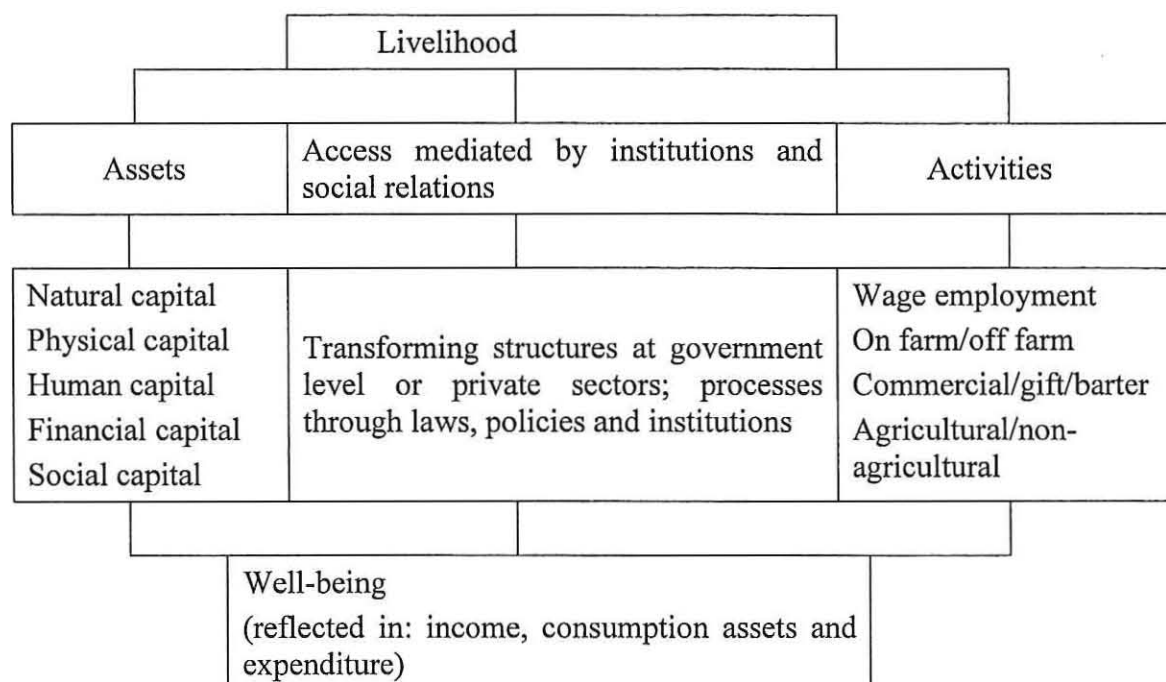 Livelihood
Assets
Access mediated by institutions and
social relations
Activities
Natural capital
Physical capital
Human capital
Financial capital
Social capital
Transforming structures at government
level or private sectors; processes
through laws, policies and institutions
Wage employment
On farm/off farm
Commercial/gift/barter
Agricultural/non-
agricultural
Well-being
(reflected in: income, consumption assets and
expenditure)